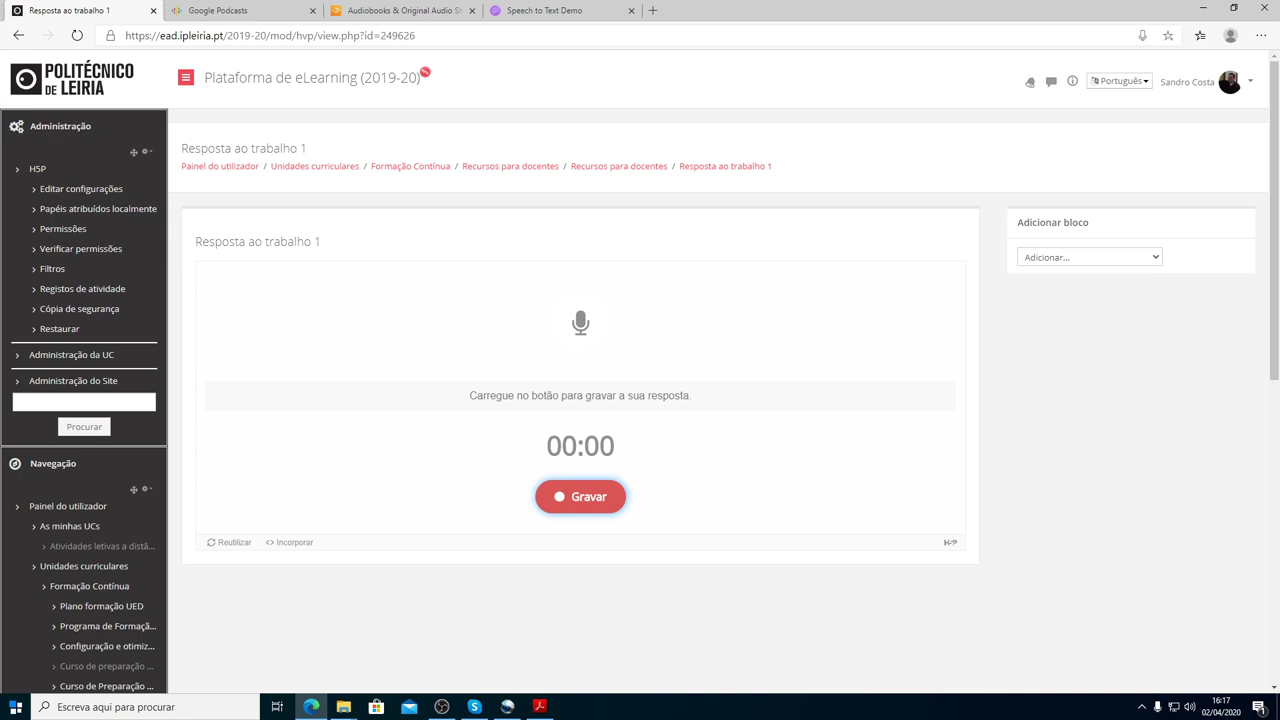 Resposta ao trabalho 1
Google Podcasts
Audiobooks & Original Audio S
Speech to Text Demo
https://ead.ipleiria.pt/2019-20/mod/hvp/view.php?id=249626
POLITÉCNICO
DE LEIRIA
Plataforma de eLearning (2019-20)
Português
Sandro Costa
Administração
H5P
Editar configurações
Papéis atribuídos localmente
Permissões
Verificar permissões
Filtros
Registos de atividade
Cópia de segurança
Restaurar
Administração da UC
Administração do Site
Procurar
Navegação
Painel do utilizador
As minhas UCs
Atividades letivas a distâ...
Unidades curriculares
Formação Contínua
Plano formação UED
Programa de Formaçã...
Configuração e otimiz...
Curso de preparação ...
Curso de Preparação ...
Resposta ao trabalho 1
Painel do utilizador / Unidades curriculares / Formação Contínua / Recursos para docentes / Recursos para docentes / Resposta ao trabalho 1
Resposta ao trabalho 1
Carregue no botão para gravar a sua resposta.
00:00
Gravar
Reutilizar
<> Incorporar
H5P
Adicionar bloco
Adicionar...
Escreva aqui para procurar
16:17
02/04/2020